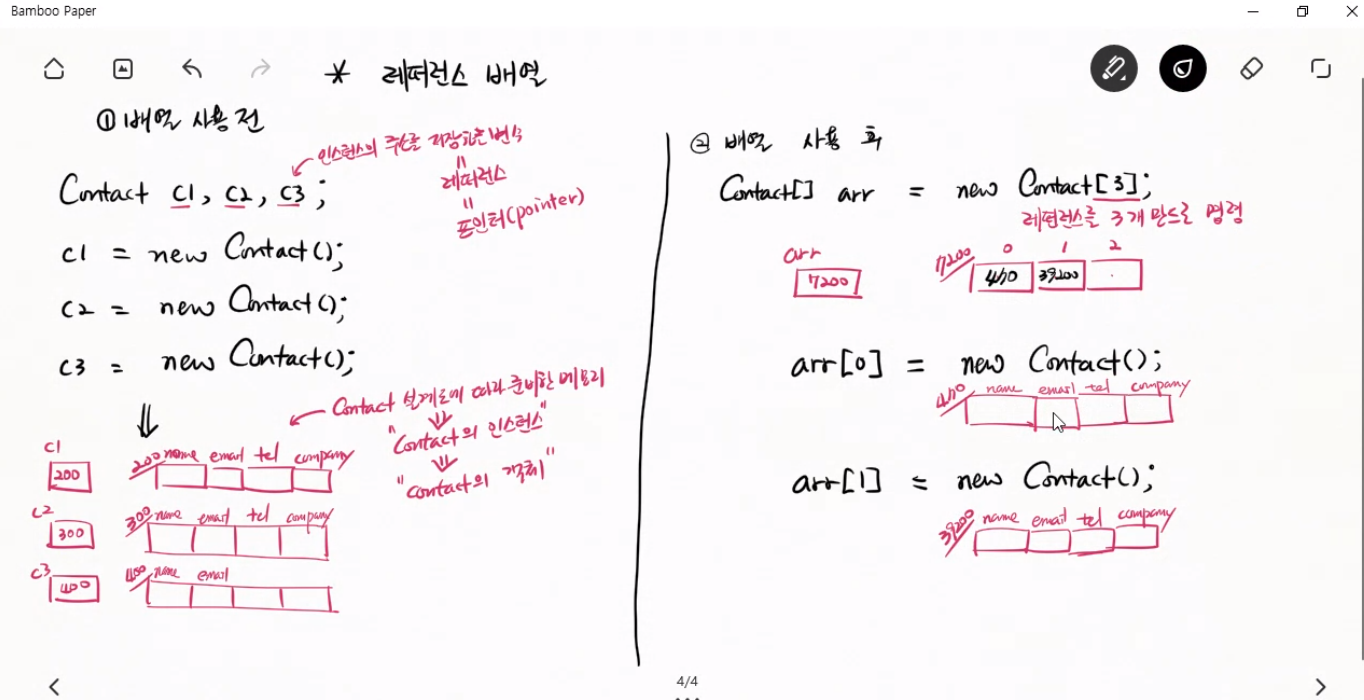 Bamboo Paper
* 레퍼런스 배열
① 배열 사용 전
Contact c1, c2, c3;
인스턴스의 주소를 저장하는 변수
"
레퍼런스
"
포인터(pointer)
c1 = new Contact();
c2 = new Contact();
c3 = new Contact();
Contact 설계도에 따라 준비한 메모리
"Contact의 인스턴스"
"contact의 객체"
c1
200
200 name email tel company
c2
300
300 name email tel company
c3
400
400 name email
② 배열 사용 후
Contact[] arr = new Contact[3];
레퍼런스를 3개 만드로 명령
arr
7200
7200 0 1 2
410 39200
arr[0] = new Contact();
410 name email tel company
arr[1] = new Contact();
39200 name email tel company
4/4